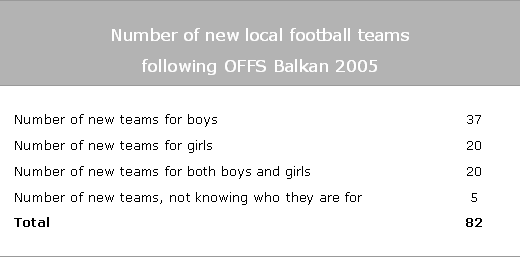 Number of new local football teams
following OFFS Balkan 2005
Number of new teams for boys 37
Number of new teams for girls 20
Number of new teams for both boys and girls 20
Number of new teams, not knowing who they are for 5
Total 82